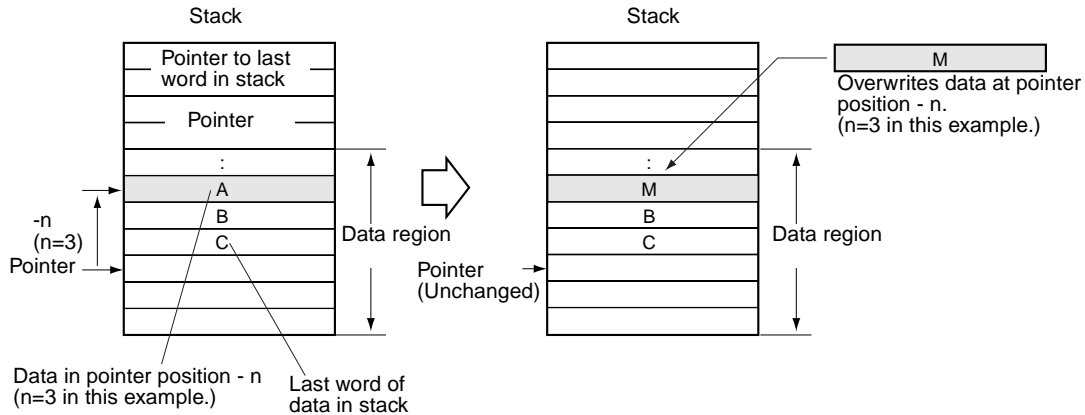 Stack
Pointer to last
word in stack
Pointer
:
A
B
C
-n
(n=3)
Pointer
Data region
Data in pointer position - n
(n=3 in this example.)
Last word of
data in stack
Stack
:
M
B
C
Pointer
(Unchanged)
Data region
M
Overwrites data at pointer
position - n.
(n=3 in this example.)